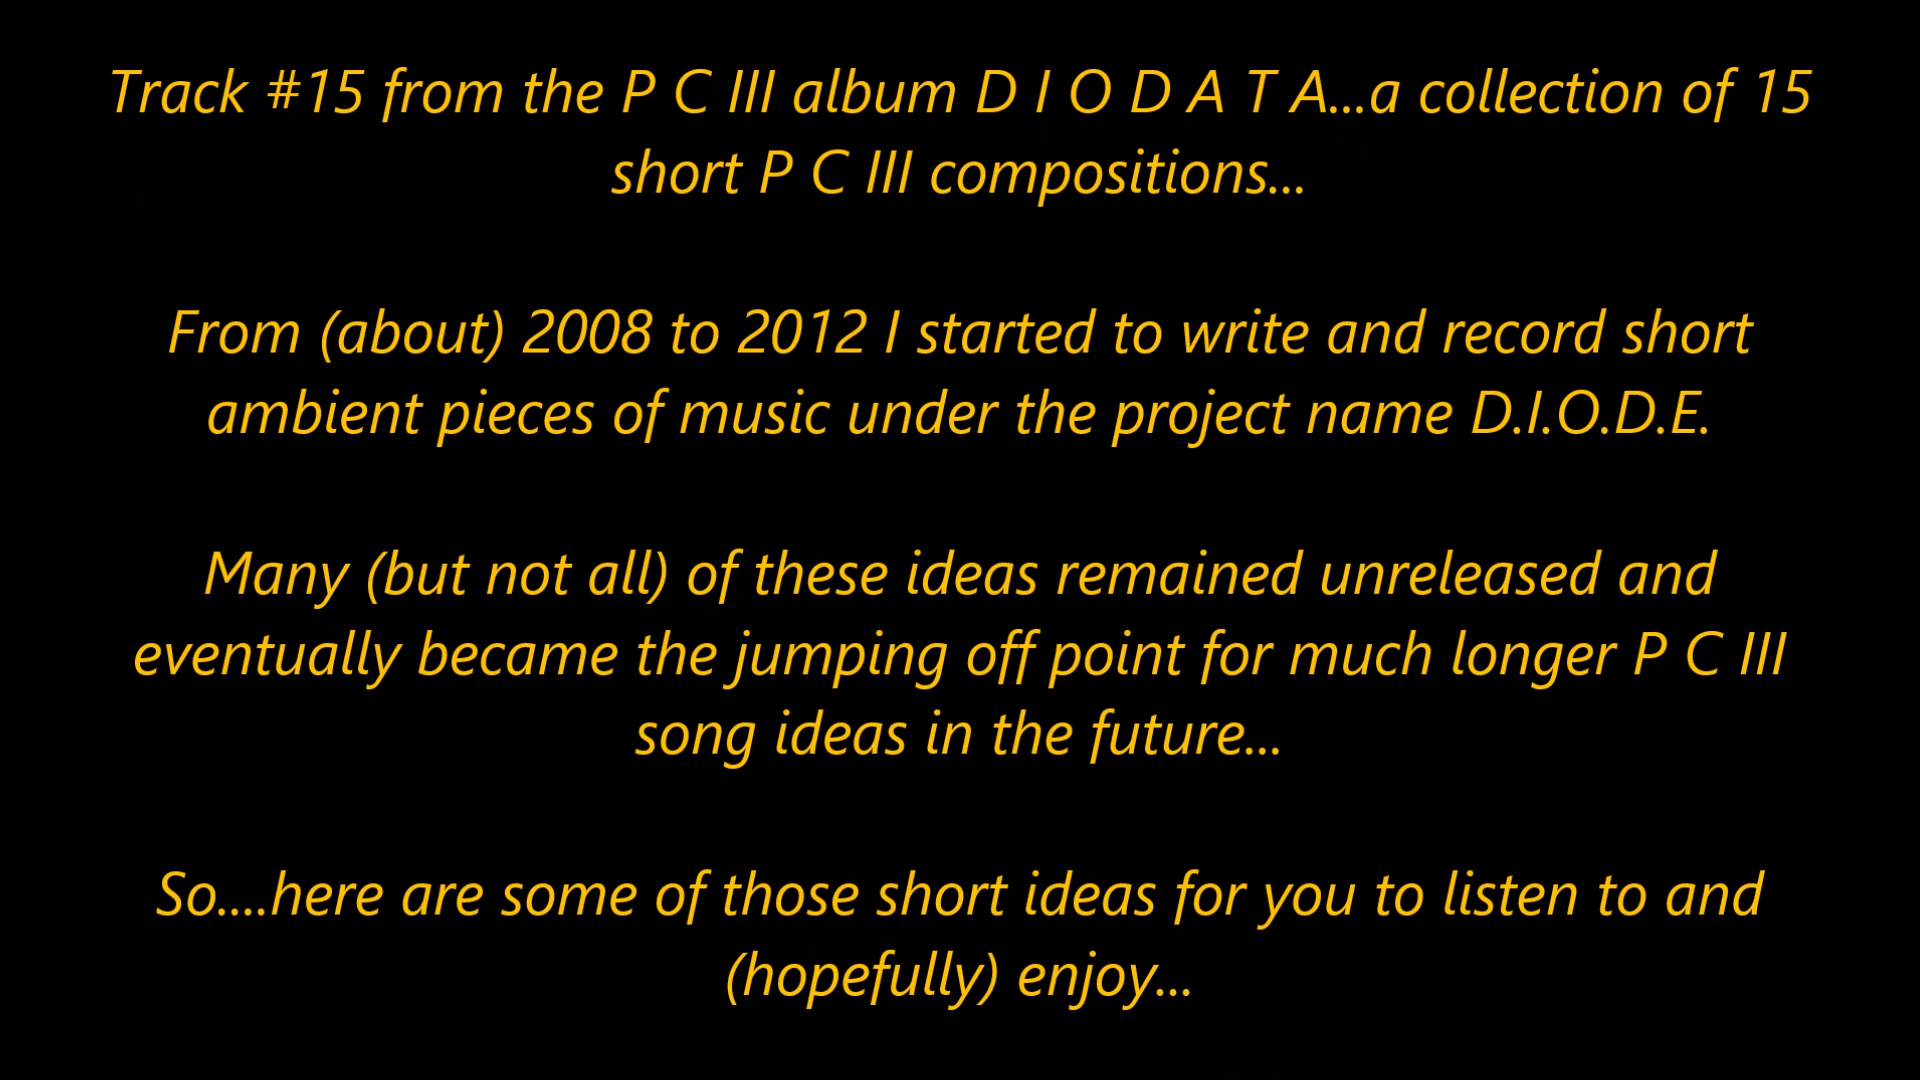 Track #15 from the P C III album D I O D A T A...a collection of 15
short P C III compositions...
From (about) 2008 to 2012 I started to write and record short
ambient pieces of music under the project name D.I.O.D.E.
Many (but not all) of these ideas remained unreleased and
eventually became the jumping off point for much longer P C III
song ideas in the future...
So....here are some of those short ideas for you to listen to and
(hopefully) enjoy...